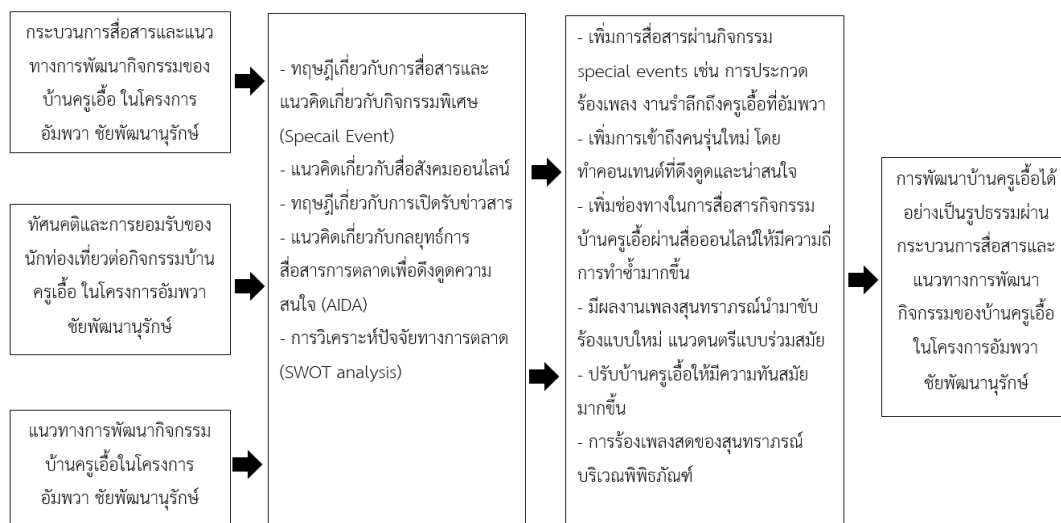 กระบวนการสื่อสารและแนว
ทางการพัฒนากิจกรรมของ
บ้านครูเอื้อ ในโครงการ
อัมพวา ชัยพัฒนานุรักษ์
ทัศนคติและการยอมรับของ
นักท่องเที่ยวต่อกิจกรรมบ้าน
ครูเอื้อ ในโครงการอัมพวา
ชัยพัฒนานุรักษ์
แนวทางการพัฒนากิจกรรม
บ้านครูเอื้อในโครงการ
อัมพวา ชัยพัฒนานุรักษ์
- ทฤษฎีเกี่ยวกับการสื่อสารและ
แนวคิดเกี่ยวกับกิจกรรมพิเศษ
(Specail Event)
- แนวคิดเกี่ยวกับสื่อสังคมออนไลน์
- ทฤษฎีเกี่ยวกับการเปิดรับข่าวสาร
- แนวคิดเกี่ยวกับกลยุทธ์การ
สื่อสารการตลาดเพื่อดึงดูดความ
สนใจ (AIDA)
- การวิเคราะห์ปัจจัยทางการตลาด
(SWOT analysis)
- เพิ่มการสื่อสารผ่านกิจกรรม
special events เช่น การประกวด
ร้องเพลง งานรำลึกถึงครูเอื้อที่อัมพวา
- เพิ่มการเข้าถึงคนรุ่นใหม่ โดย
ทำคอนเทนต์ที่ดึงดูดและน่าสนใจ
- เพิ่มช่องทางในการสื่อสารกิจกรรม
บ้านครูเอื้อผ่านสื่อออนไลน์ให้มีความถี่
การทำซ้ำมากขึ้น
- มีผลงานเพลงสุนทราภรณ์นำมาขับ
ร้องแบบใหม่ แนวดนตรีแบบร่วมสมัย
- ปรับบ้านครูเอื้อให้มีความทันสมัย
มากขึ้น
- การร้องเพลงสดของสุนทราภรณ์
บริเวณพิพิธภัณฑ์
การพัฒนาบ้านครูเอื้อได้
อย่างเป็นรูปธรรมผ่าน
กระบวนการสื่อสารและ
แนวทางการพัฒนา
กิจกรรมของบ้านครูเอื้อ
ในโครงการอัมพวา
ชัยพัฒนานุรักษ์